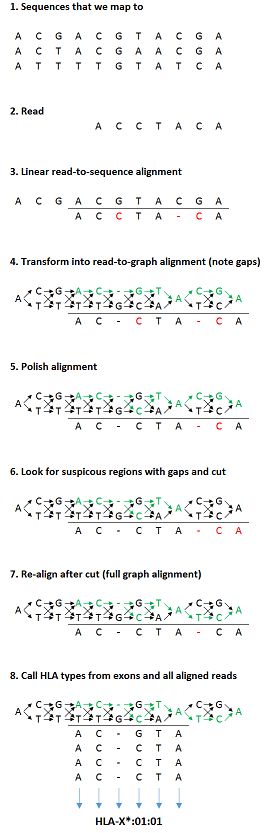 1. Sequences that we map to
A C G A C G T A C G A
A C T A C G A A C G A
A T T T T G T A T C A
2. Read
A C C T A C A
3. Linear read-to-sequence alignment
A C G A C G T A C G A
A C C T A - C A
4. Transform into read-to-graph alignment (note gaps)
C G A C - G T C G
A A A
T T T T G C A T C
A C - C T A - C A
5. Polish alignment
C G A C - G T C G
A A A
T T T T G C A T C
A C - C T A - C A
6. Look for suspicous regions with gaps and cut
C G A C - G T C G
A A A
T T T T G C A T C
A C - C T A - C A
7. Re-align after cut (full graph alignment)
C G A C - G T C G
A A A
T T T T G C A T C
A C - C T A - C A
8. Call HLA types from exons and all aligned reads
C G A C - G T C G
A A A
T T T T G C A T C
A C - G T A
A C - C T A
A C - C T A
A C - C T A
HLA-X*:01:01